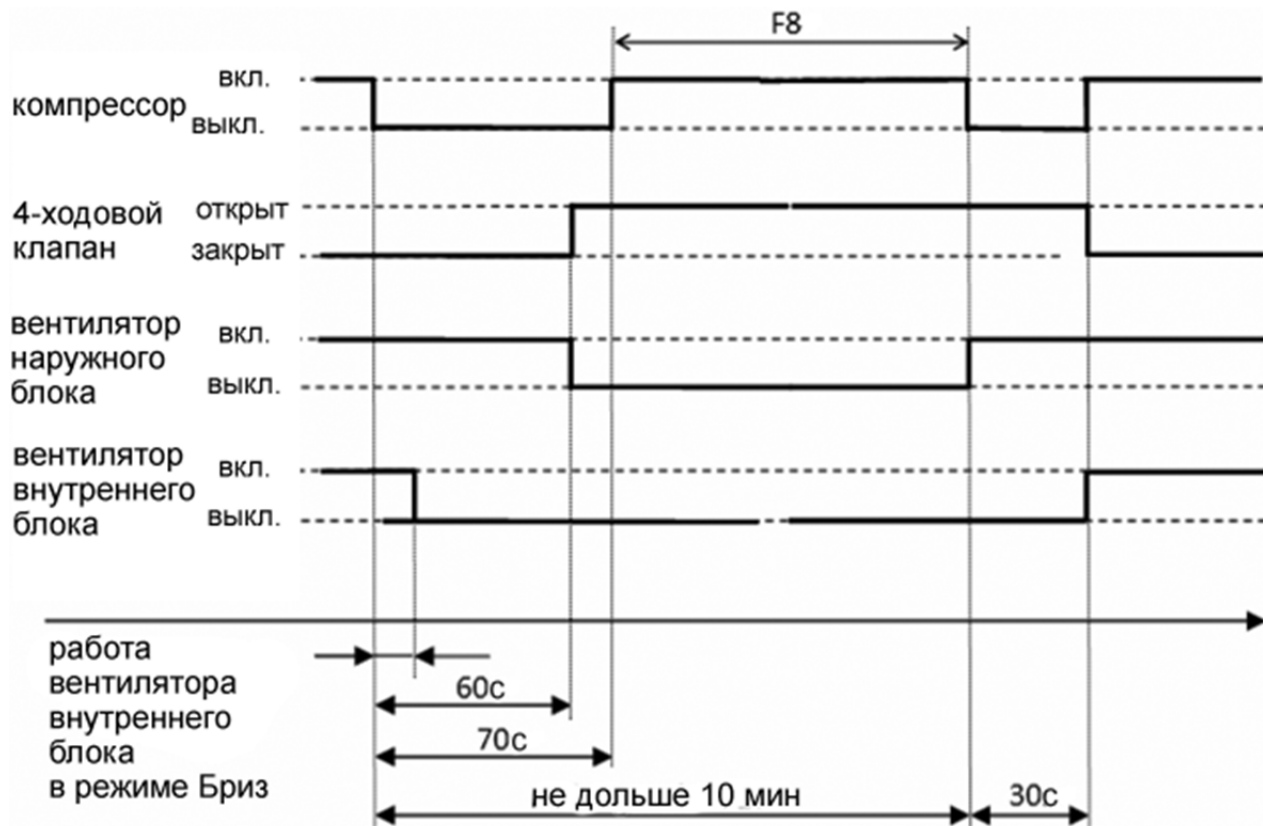 F8
компрессор
вкл.
выкл.
4-ходовой
клапан
открыт
закрыт
вентилятор
наружного
блока
вкл.
выкл.
вентилятор
внутреннего
блока
вкл.
выкл.
работа
вентилятора
внутреннего
блока
в режиме Бриз
60с
70с
не дольше 10 мин
30с